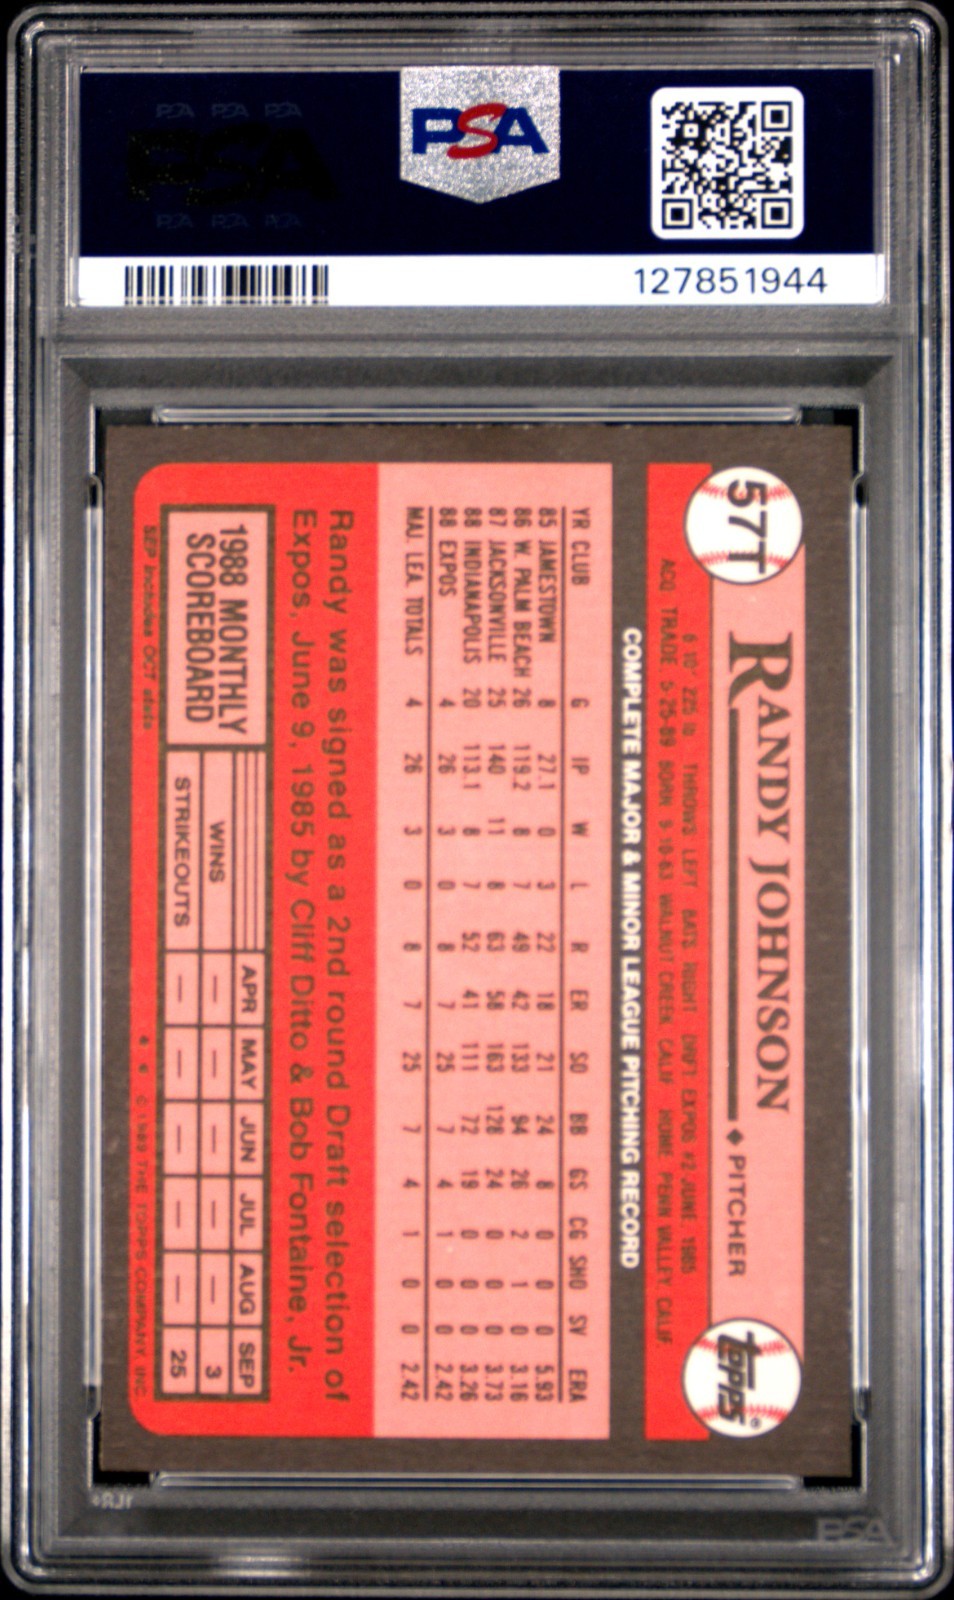 PSA PSA PSA
PSA
PSA PSA PSA
PSA
127851944
57T
RANDY JOHNSON ♦ PITCHER
topps®
6'10" 225 lb. THROWS LEFT BATS RIGHT DRFT: EXPOS #2 JUNE, 1985
ACQ: TRADE, 5-25-89 BORN 9-10-63, WALNUT CREEK, CALIF. HOME: PENN VALLEY, CALIF.
COMPLETE MAJOR & MINOR LEAGUE PITCHING RECORD
YR CLUB G IP W L R ER SO BB GS CG SHO SV ERA
85 JAMESTOWN 8 27.1 0 3 22 18 21 24 8 0 0 0 5.93
86 W. PALM BEACH 26 119.2 8 7 49 42 133 94 26 2 1 0 3.16
87 JACKSONVILLE 25 140 11 8 63 58 163 128 24 0 0 0 3.73
88 INDIANAPOLIS 20 113.1 8 7 52 41 111 72 19 0 0 0 3.26
88 EXPOS 4 26 3 0 8 7 25 7 4 1 0 0 2.42
MAJ. LEA. TOTALS 4 26 3 0 8 7 25 7 4 1 0 0 2.42
Randy was signed as a 2nd round Draft selection of
Expos, June 9, 1985 by Cliff Ditto & Bob Fontaine, Jr.
1988 MONTHLY
SCOREBOARD
APR MAY JUN JUL AUG SEP
WINS — — — — — 3
STRIKEOUTS — — — — — 25
SEP includes OCT stats
* * © 1989 THE TOPPS COMPANY, INC.
PSA